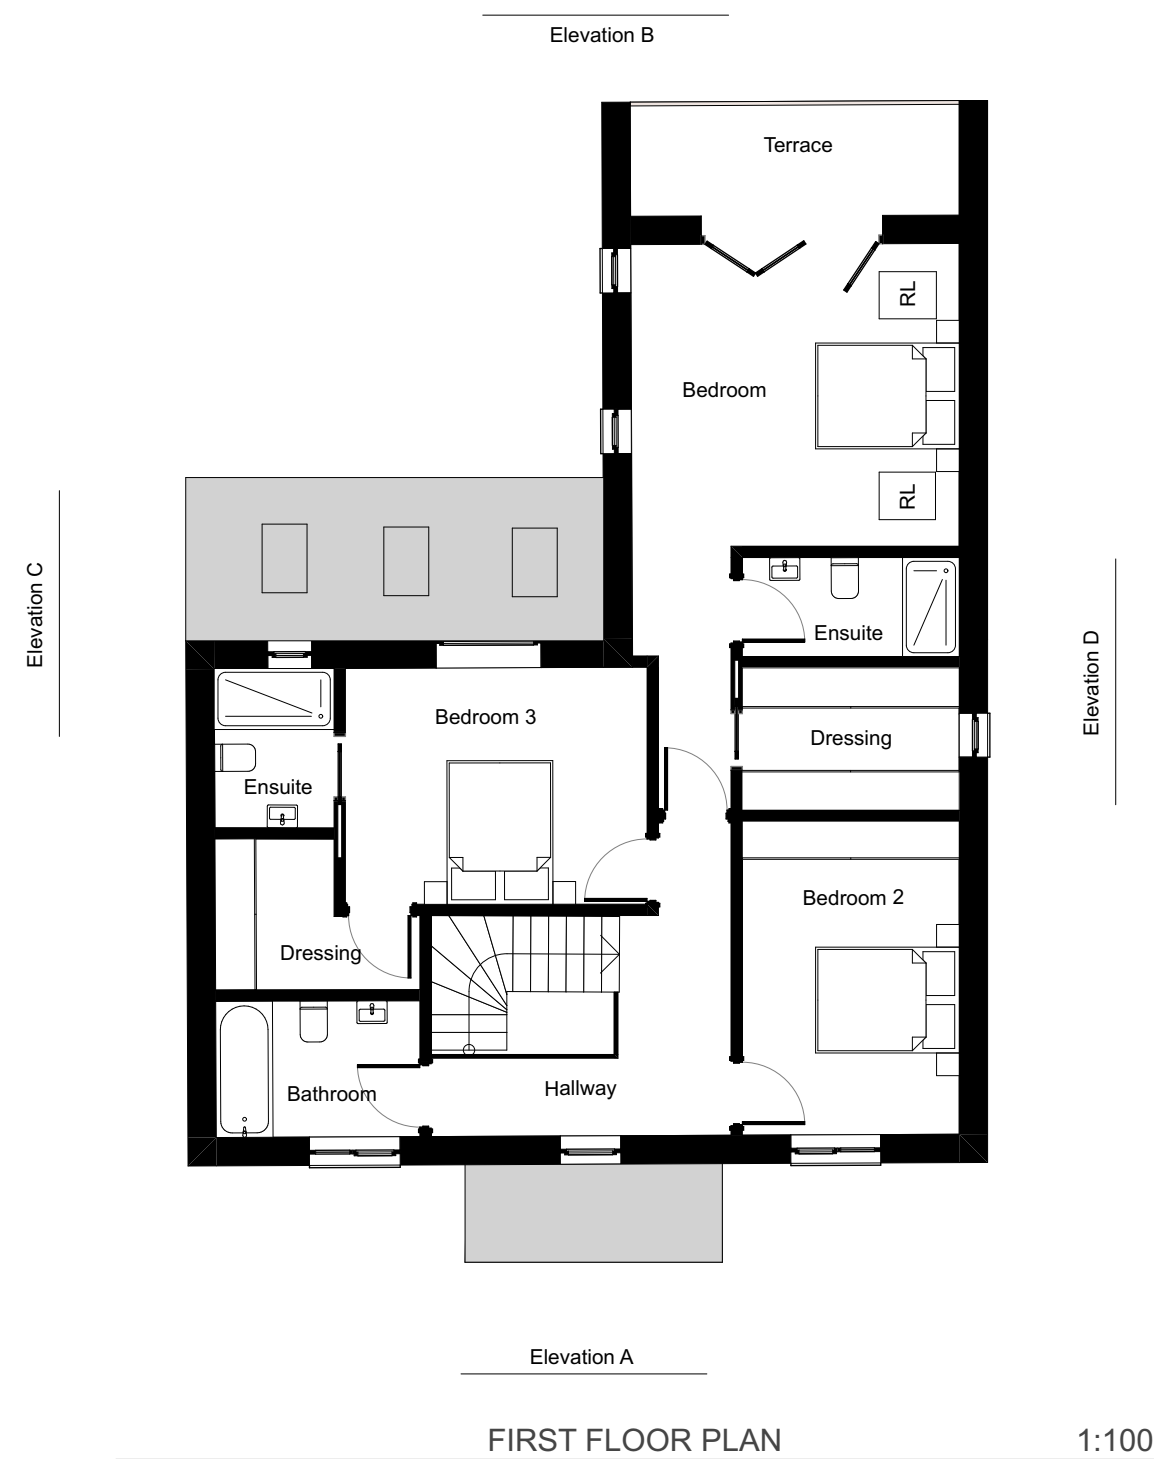 Elevation B
Terrace
RL
Bedroom
RL
Elevation C
Ensuite
Elevation D
Bedroom 3
Dressing
Ensuite
Bedroom 2
Dressing
Hallway
Bathroom
Elevation A
FIRST FLOOR PLAN
1:100